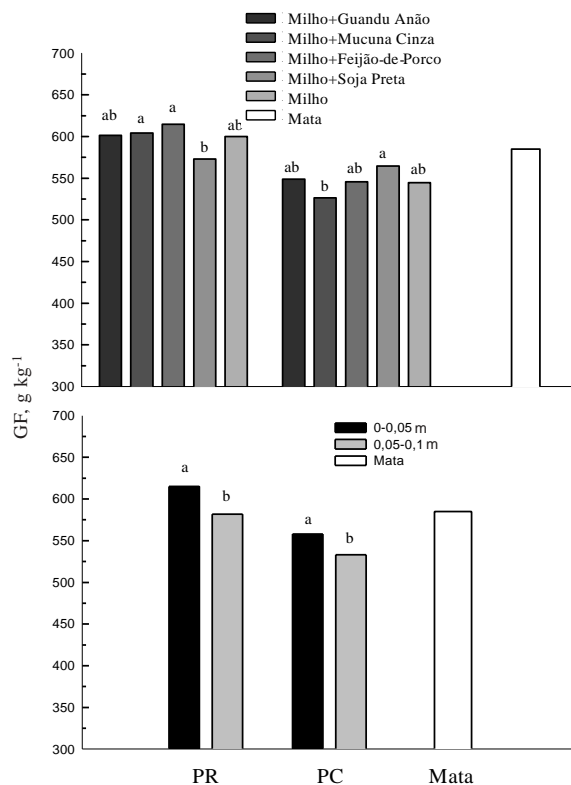 Milho+Guandu Anão
Milho+Mucuna Cinza
Milho+Feijão-de-Porco
Milho+Soja Preta
Milho
Mata
700
650
600
550
500
450
400
350
300
ab a a b ab
ab b ab a ab
GF, g kg-1
0-0,05 m
0,05-0,1 m
Mata
700
650
600
550
500
450
400
350
300
a b a b
PR PC Mata